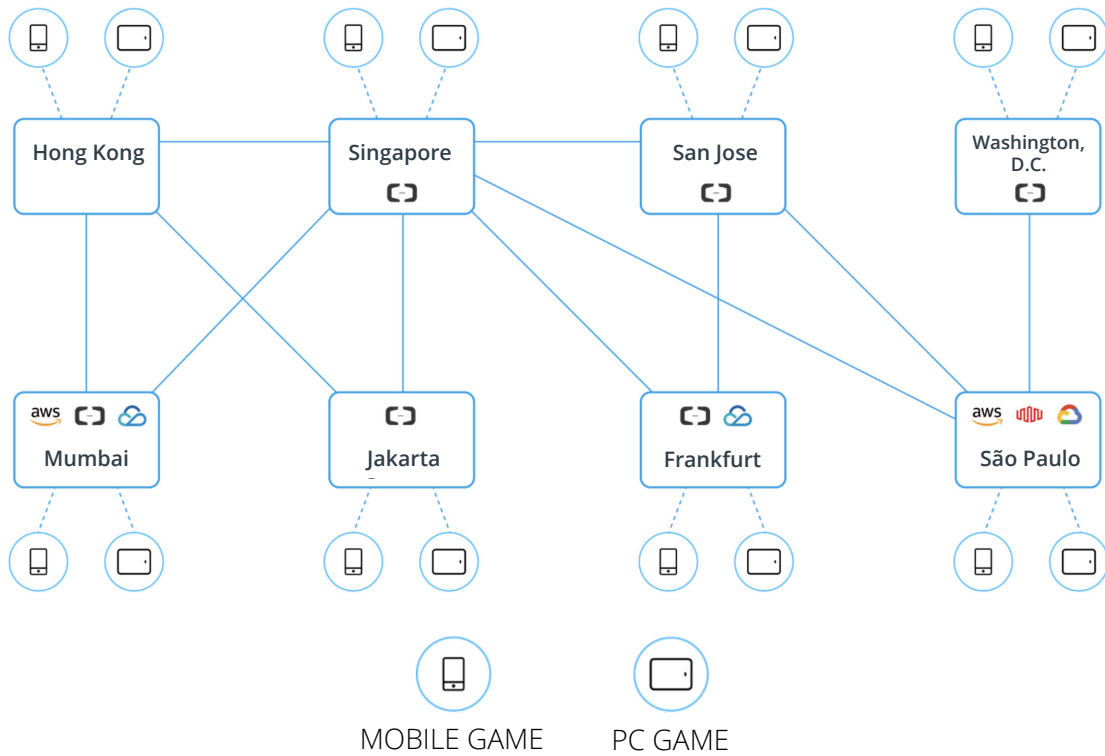 Hong Kong
Singapore
San Jose
Washington,
D.C.
aws
aws
Mumbai
Jakarta
Frankfurt
São Paulo
MOBILE GAME
PC GAME